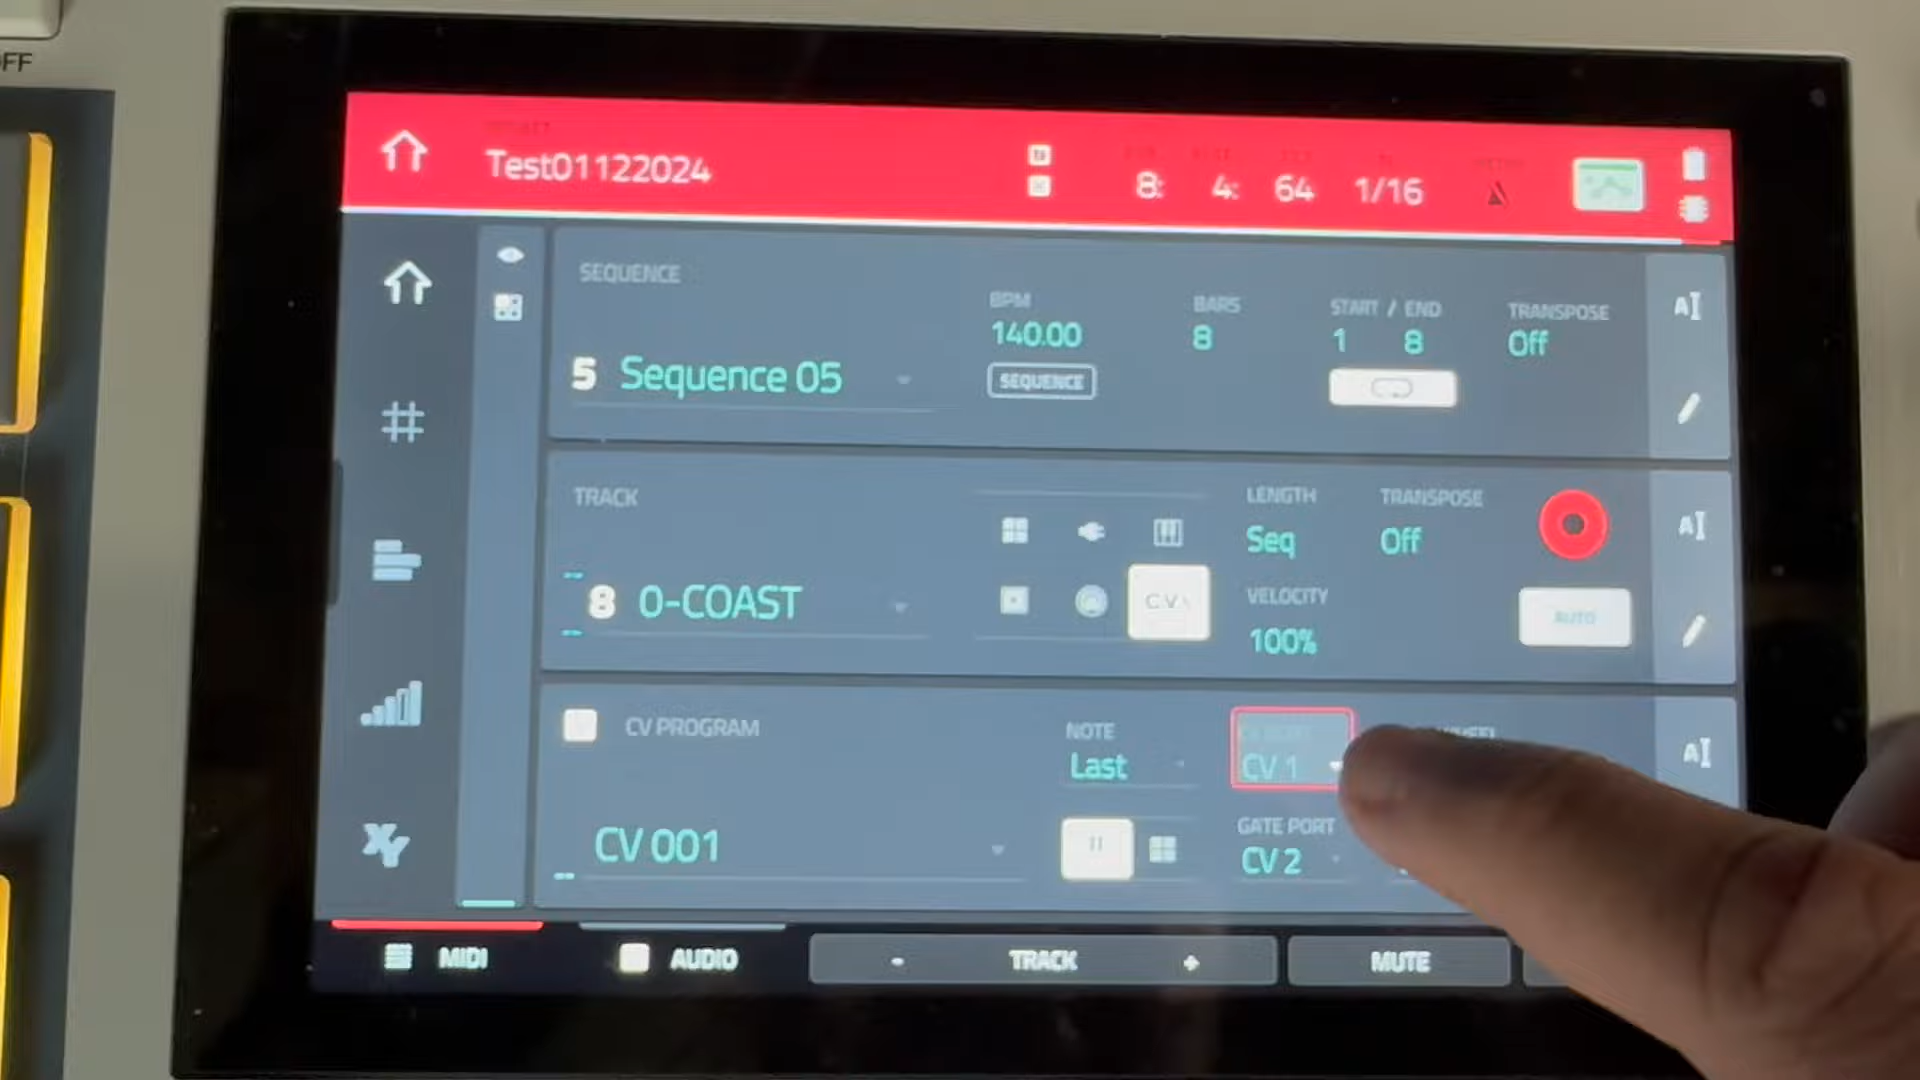 FF
Test01122024
8: 4: 64 1/16
SEQUENCE
BPM
BARS
START / END
TRANSPOSE
140.00
8
1 8
Off
5 Sequence 05
SEQUENCE
TRACK
LENGTH
TRANSPOSE
Seq
Off
8 0-COAST
CV
VELOCITY
100%
AUTO
CV PROGRAM
NOTE
Last
CV 1
CV 001
GATE PORT
CV 2
XY
MIDI
AUDIO
- TRACK +
MUTE